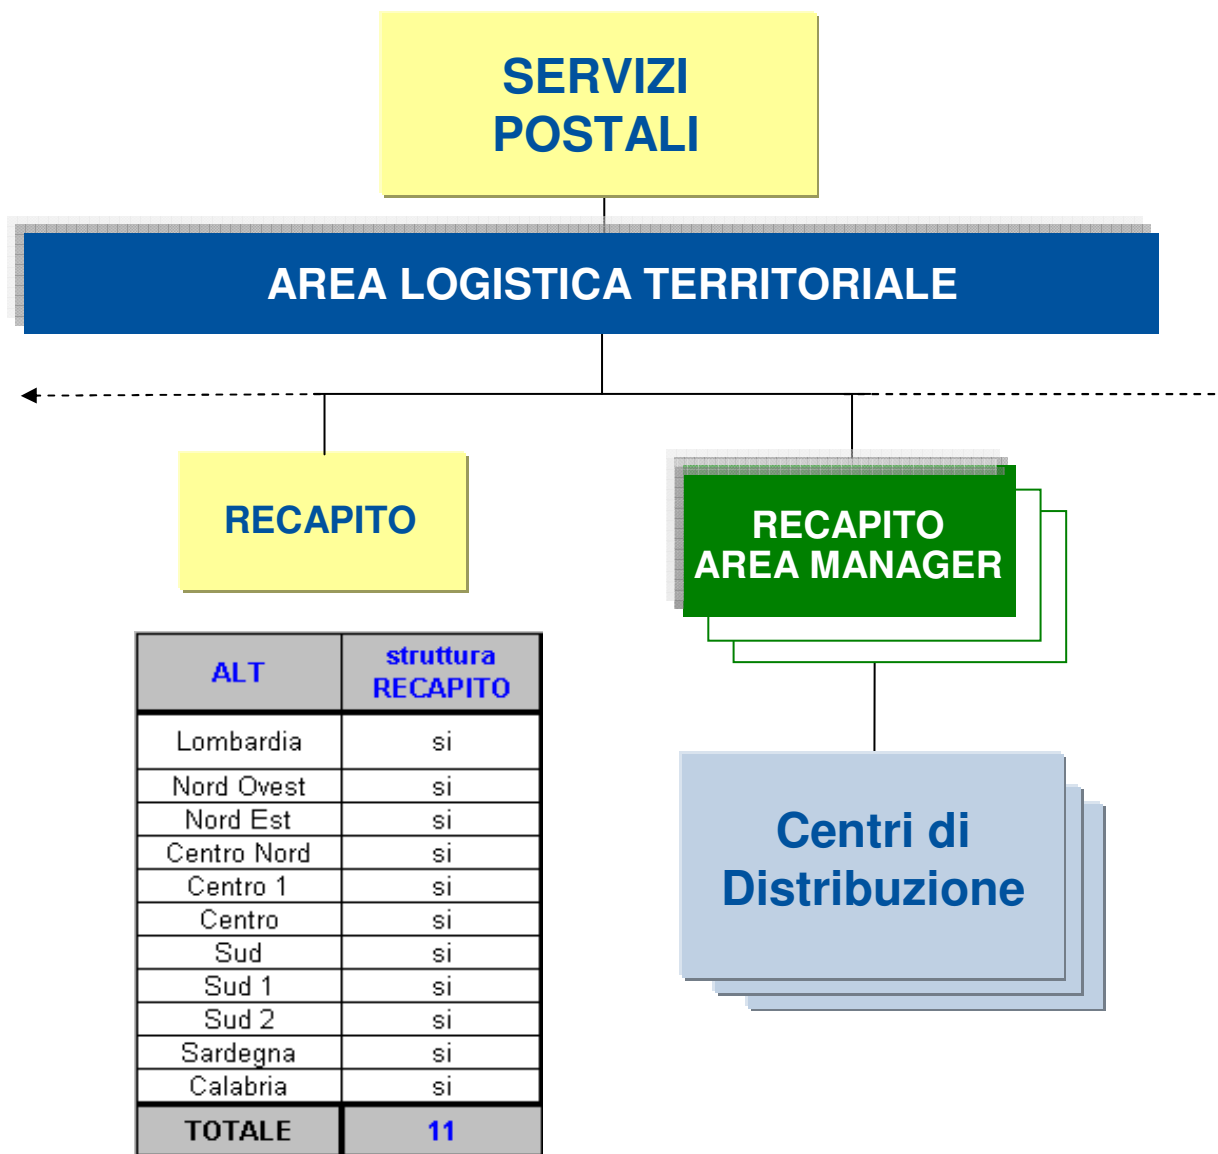 SERVIZI
POSTALI
AREA LOGISTICA TERRITORIALE
RECAPITO
RECAPITO
AREA MANAGER
ALT struttura RECAPITO
Lombardia si
Nord Ovest si
Nord Est si
Centro Nord si
Centro 1 si
Centro si
Sud si
Sud 1 si
Sud 2 si
Sardegna si
Calabria si
TOTALE 11
Centri di
Distribuzione